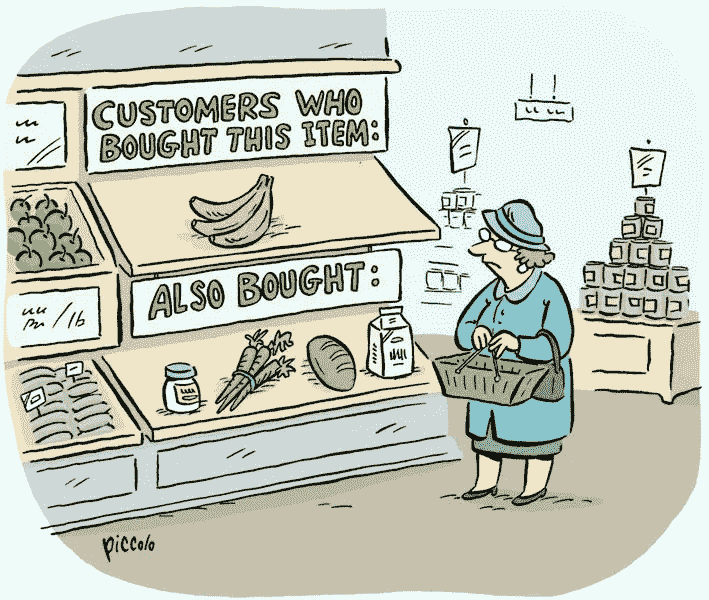 CUSTOMERS WHO
BOUGHT THIS ITEM:
ALSO BOUGHT:
/lb
piccolo